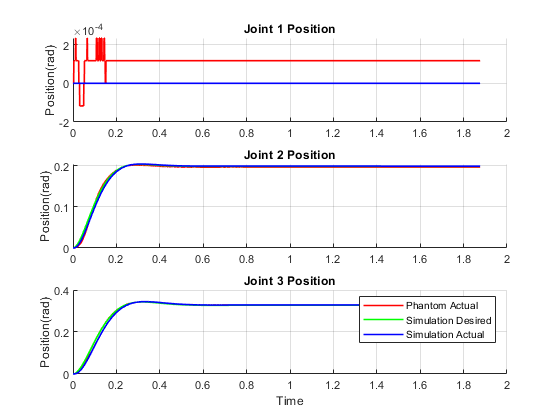 Joint 1 Position
×10⁻⁴
2
0
-2
Position(rad)
0 0.2 0.4 0.6 0.8 1 1.2 1.4 1.6 1.8 2
Joint 2 Position
0.2
0.1
0
Position(rad)
0 0.2 0.4 0.6 0.8 1 1.2 1.4 1.6 1.8 2
Joint 3 Position
0.4
0.2
0
Position(rad)
Phantom Actual
Simulation Desired
Simulation Actual
0 0.2 0.4 0.6 0.8 1 1.2 1.4 1.6 1.8 2
Time